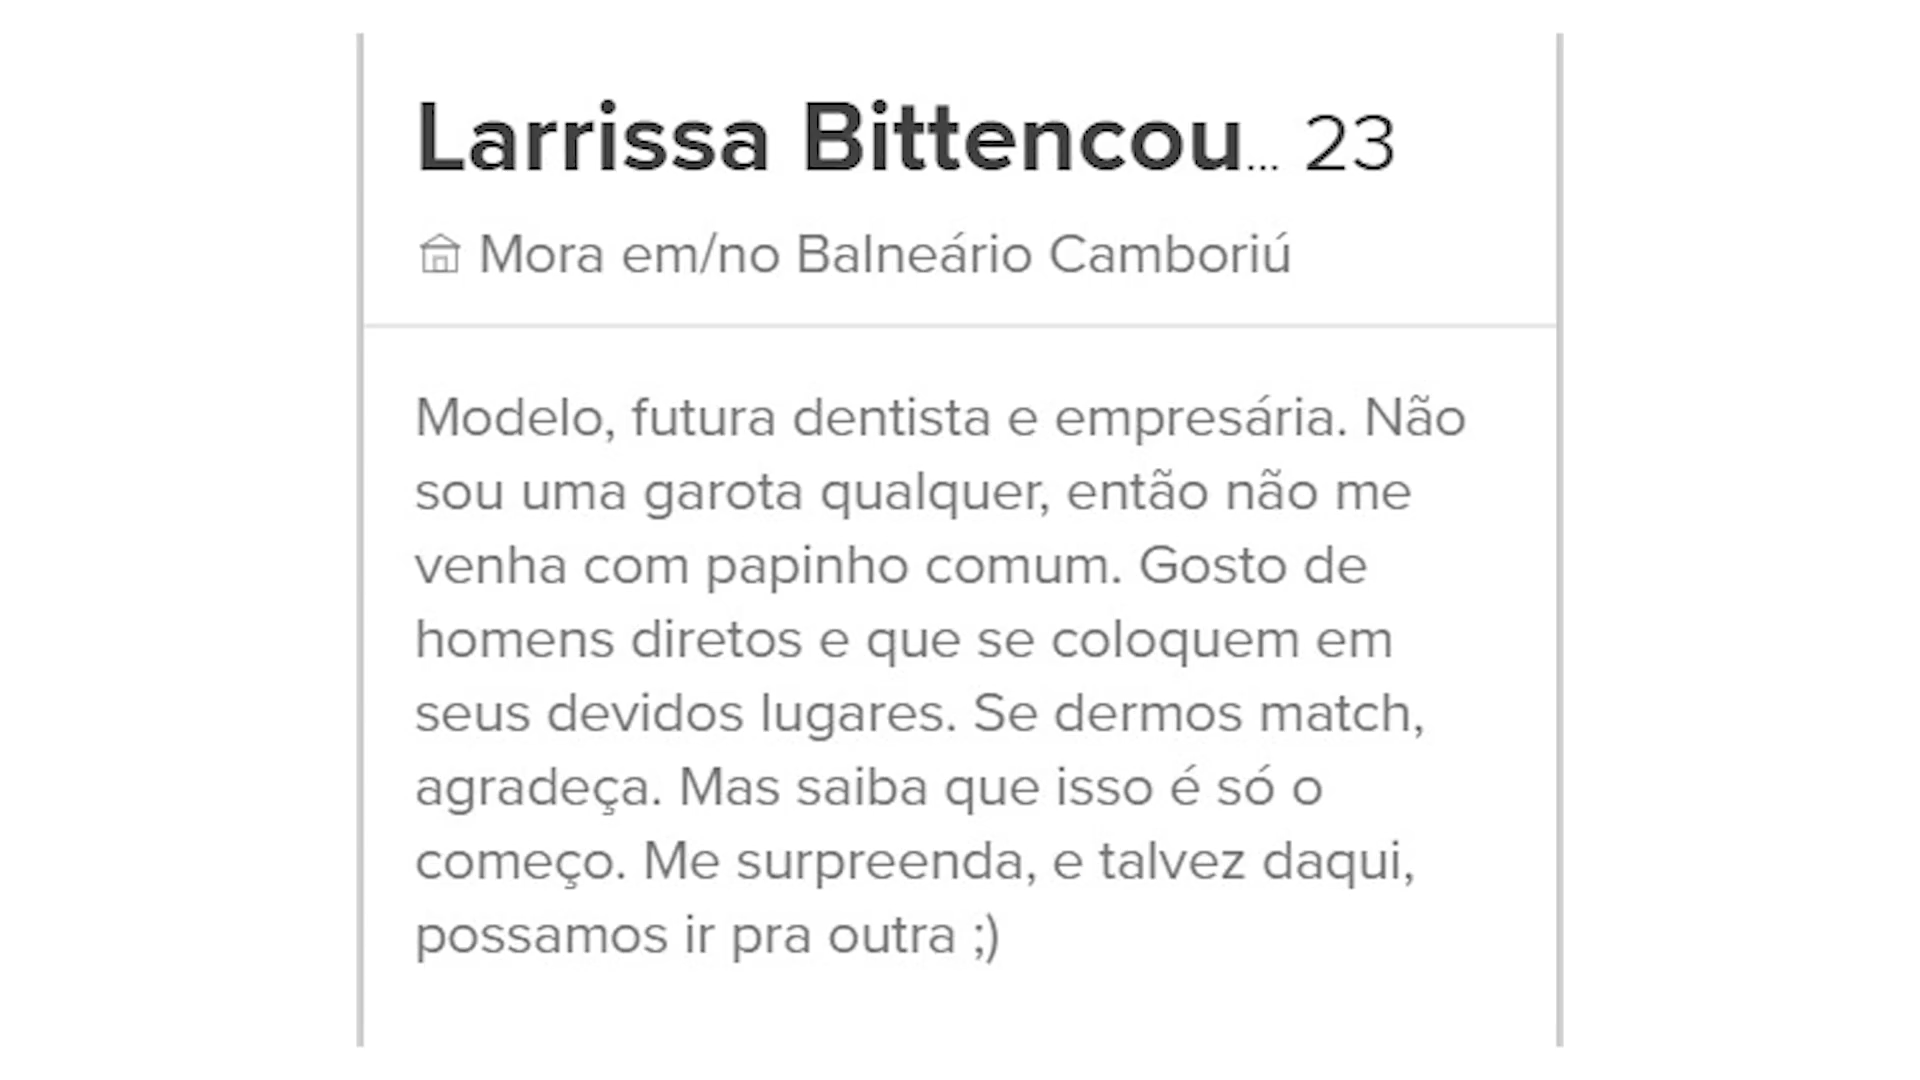 Larrissa Bittencou... 23
Mora em/no Balneário Camboriú
Modelo, futura dentista e empresária. Não
sou uma garota qualquer, então não me
venha com papinho comum. Gosto de
homens diretos e que se coloquem em
seus devidos lugares. Se dermos match,
agradeça. Mas saiba que isso é só o
começo. Me surpreenda, e talvez daqui,
possamos ir pra outra ;)